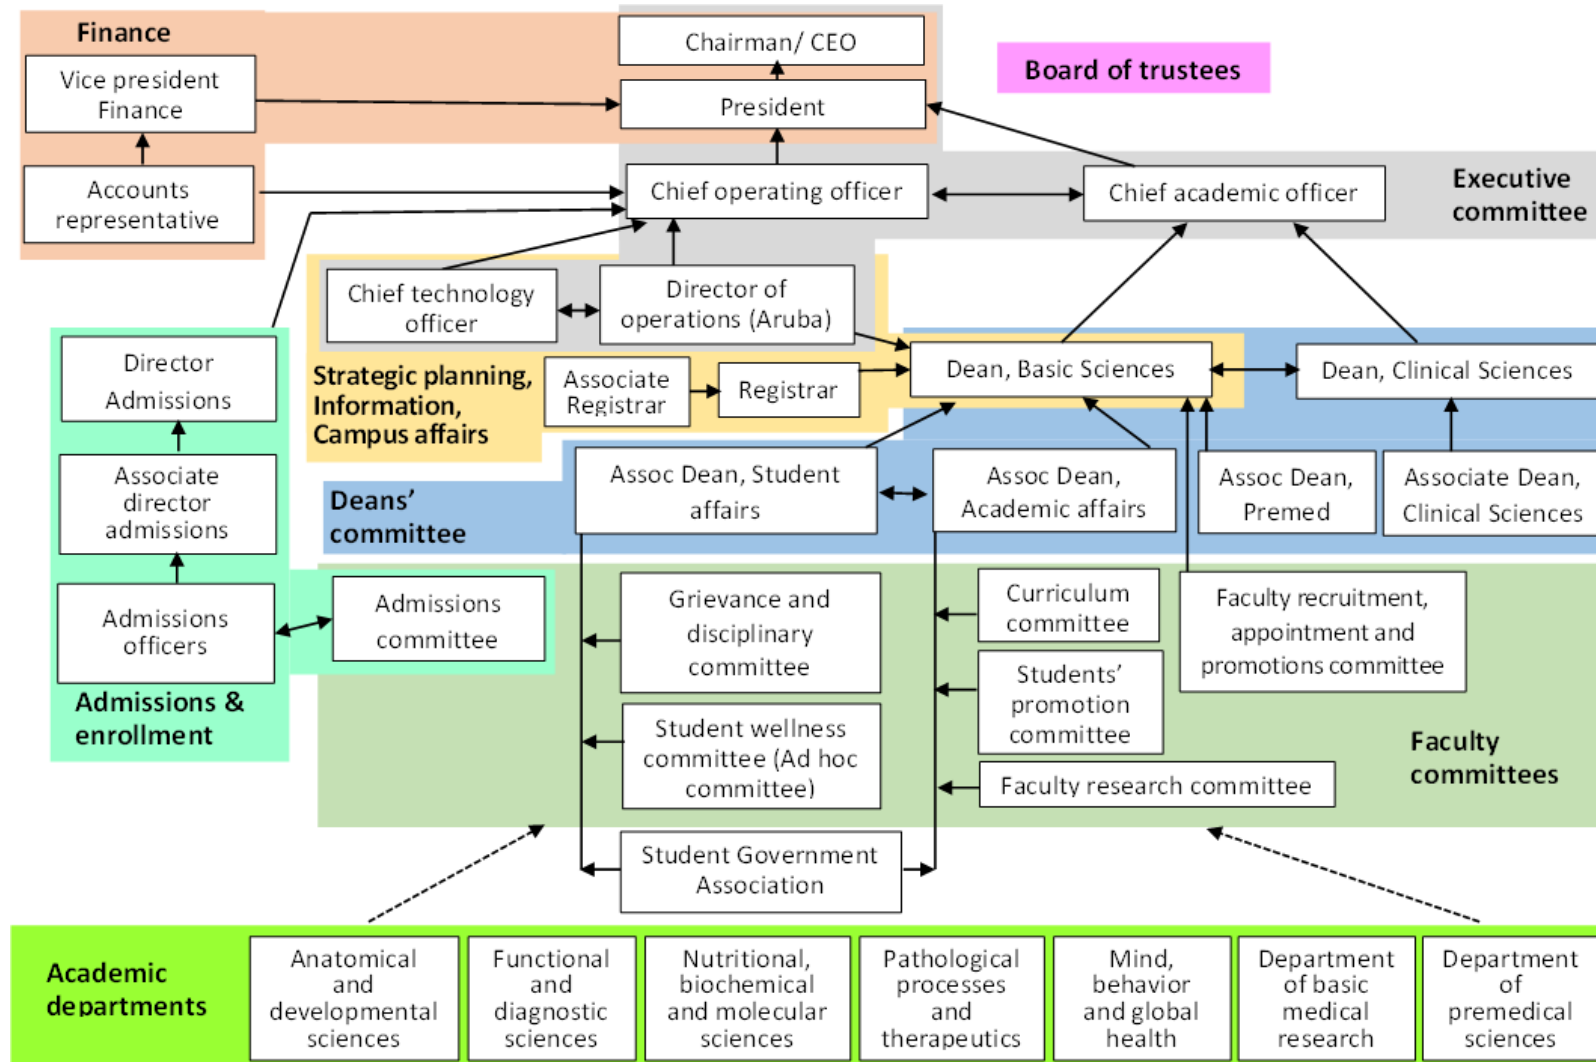 Finance
Vice president
Finance
Accounts
representative
Chairman/ CEO
President
Board of trustees
Chief operating officer
Chief academic officer
Executive
committee
Chief technology
officer
Director of
operations (Aruba)
Strategic planning,
Information,
Campus affairs
Associate
Registrar
Registrar
Dean, Basic Sciences
Dean, Clinical Sciences
Director
Admissions
Associate
director
admissions
Admissions
officers
Admissions
committee
Admissions &
enrollment
Deans’
committee
Assoc Dean, Student
affairs
Assoc Dean,
Academic affairs
Assoc Dean,
Premed
Associate Dean,
Clinical Sciences
Grievance and
disciplinary
committee
Student wellness
committee (Ad hoc
committee)
Curriculum
committee
Students’
promotion
committee
Faculty research committee
Faculty recruitment,
appointment and
promotions committee
Faculty
committees
Student Government
Association
Academic
departments
Anatomical
and
developmental
sciences
Functional
and
diagnostic
sciences
Nutritional,
biochemical
and molecular
sciences
Pathological
processes
and
therapeutics
Mind,
behavior
and global
health
Department
of basic
medical
research
Department
of
premedical
sciences